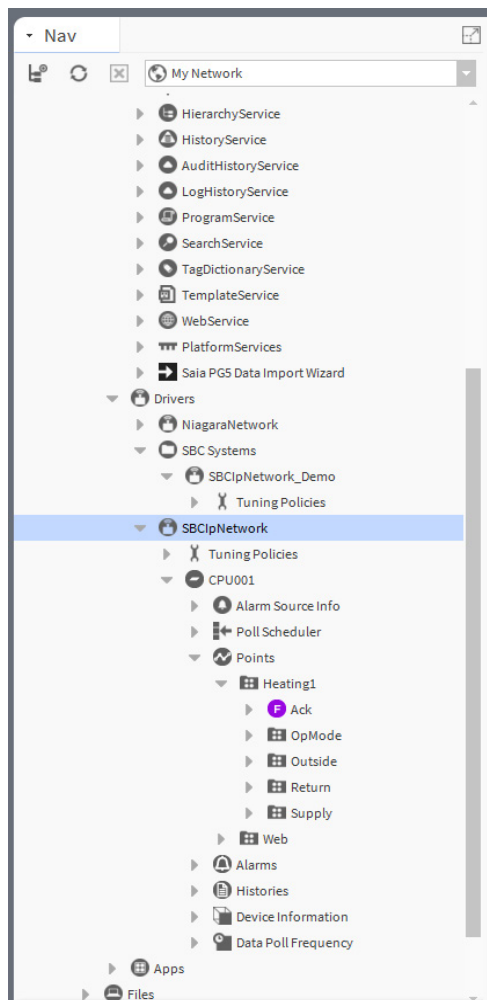 Nav
My Network
HierarchyService
HistoryService
AuditHistoryService
LogHistoryService
ProgramService
SearchService
TagDictionaryService
TemplateService
WebService
PlatformServices
Saia PG5 Data Import Wizard
Drivers
NiagaraNetwork
SBC Systems
SBCIpNetwork_Demo
Tuning Policies
SBCIpNetwork
Tuning Policies
CPU001
Alarm Source Info
Poll Scheduler
Points
Heating1
F Ack
OpMode
Outside
Return
Supply
Web
Alarms
Histories
Device Information
Data Poll Frequency
Apps
Files